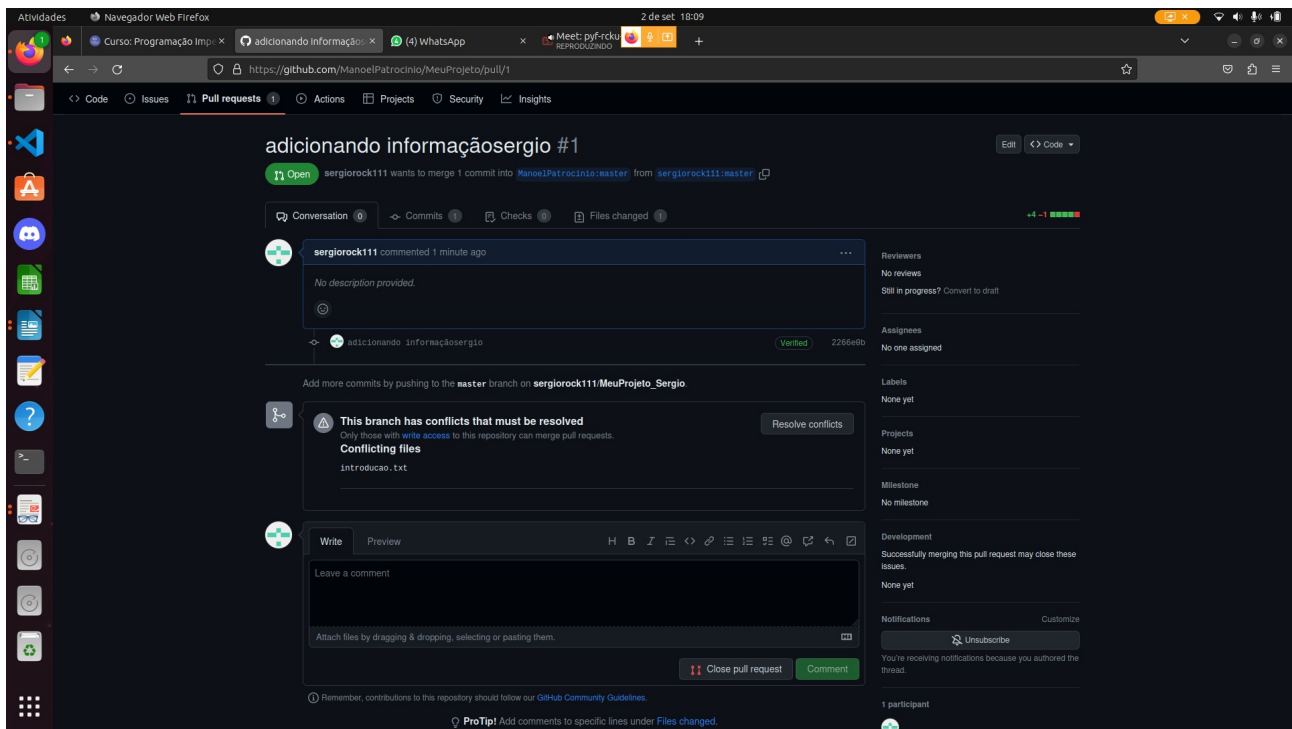 Atividades Navegador Web Firefox 2 de set 18:09
Curso: Programação Impe adicionando informaçãos (4) WhatsApp Meet: pyf-rcku
REPRODUZINDO
https://github.com/ManoelPatrocinio/MeuProjeto/pull/1
Code Issues Pull requests 1 Actions Projects Security Insights
adicionando informaçãosergio #1
Edit Code
Open sergiorock111 wants to merge 1 commit into ManoelPatrocinio:master from sergiorock111:master
Conversation 0 Commits 1 Checks 0 Files changed 1 +4 −1
sergiorock111 commented 1 minute ago
No description provided.
adicionando informaçãosergio Verified 2266e0b
Add more commits by pushing to the master branch on sergiorock111/MeuProjeto_Sergio.
This branch has conflicts that must be resolved
Resolve conflicts
Only those with write access to this repository can merge pull requests.
Conflicting files
introducao.txt
Write Preview H B I @
Leave a comment
Attach files by dragging & dropping, selecting or pasting them.
Close pull request Comment
Remember, contributions to this repository should follow our GitHub Community Guidelines.
ProTip! Add comments to specific lines under Files changed.
Reviewers
No reviews
Still in progress? Convert to draft
Assignees
No one assigned
Labels
None yet
Projects
None yet
Milestone
No milestone
Development
Successfully merging this pull request may close these
issues.
None yet
Notifications Customize
Unsubscribe
You're receiving notifications because you authored the
thread.
1 participant